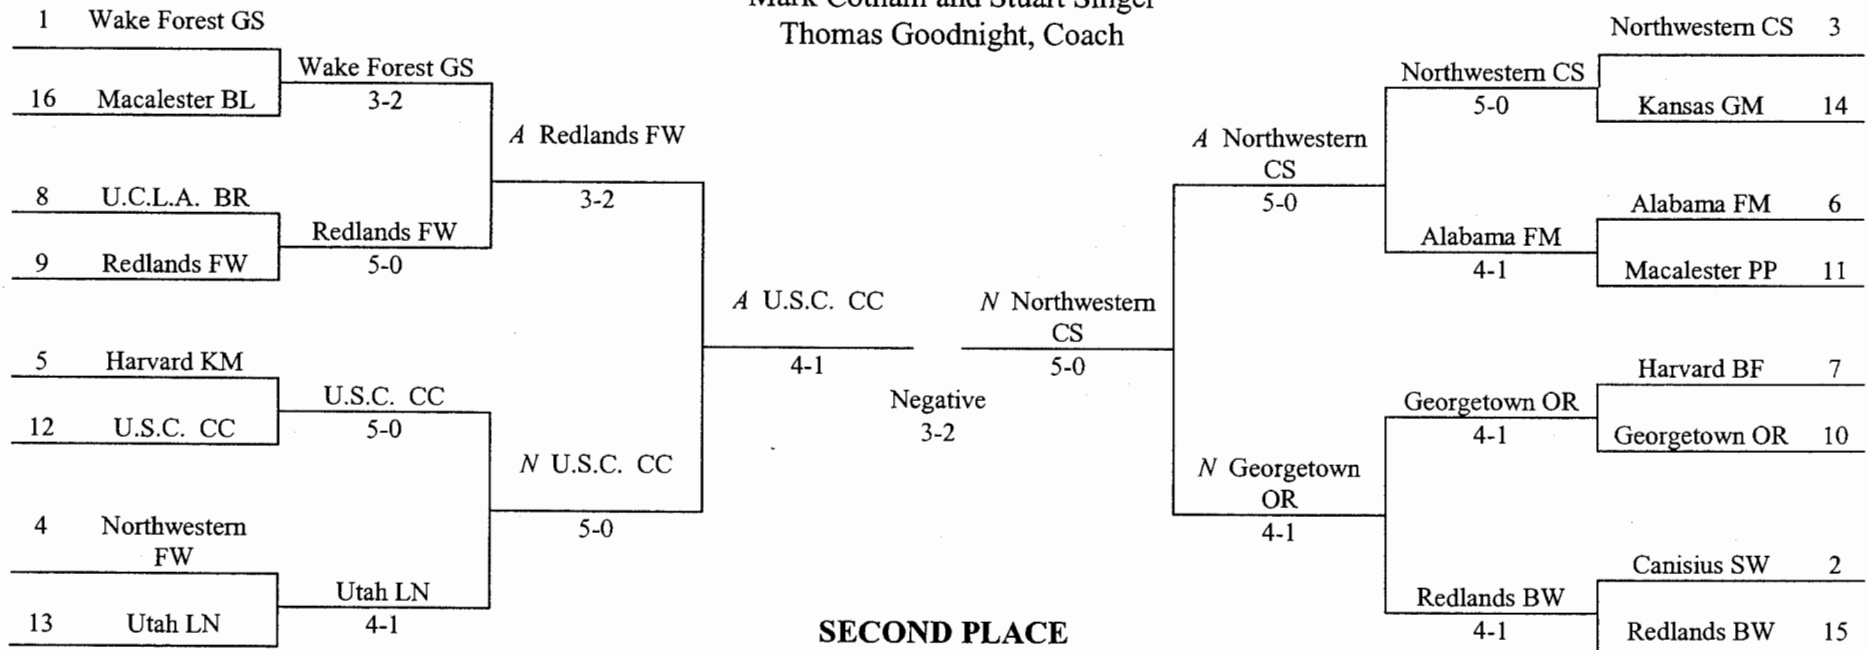 Mark Cotham and Stuart Singer
Thomas Goodnight, Coach
1 Wake Forest GS
16 Macalester BL
Wake Forest GS
3-2
8 U.C.L.A. BR
9 Redlands FW
Redlands FW
5-0
A Redlands FW
3-2
5 Harvard KM
12 U.S.C. CC
U.S.C. CC
5-0
4 Northwestern
FW
13 Utah LN
Utah LN
4-1
N U.S.C. CC
5-0
A U.S.C. CC
4-1
N Northwestern
CS
5-0
Negative
3-2
A Northwestern
CS
5-0
N Georgetown
OR
4-1
Northwestern CS
5-0
Northwestern CS 3
Kansas GM 14
Alabama FM
4-1
Alabama FM 6
Macalester PP 11
Georgetown OR
4-1
Harvard BF 7
Georgetown OR 10
Redlands BW
4-1
Canisius SW 2
Redlands BW 15
SECOND PLACE